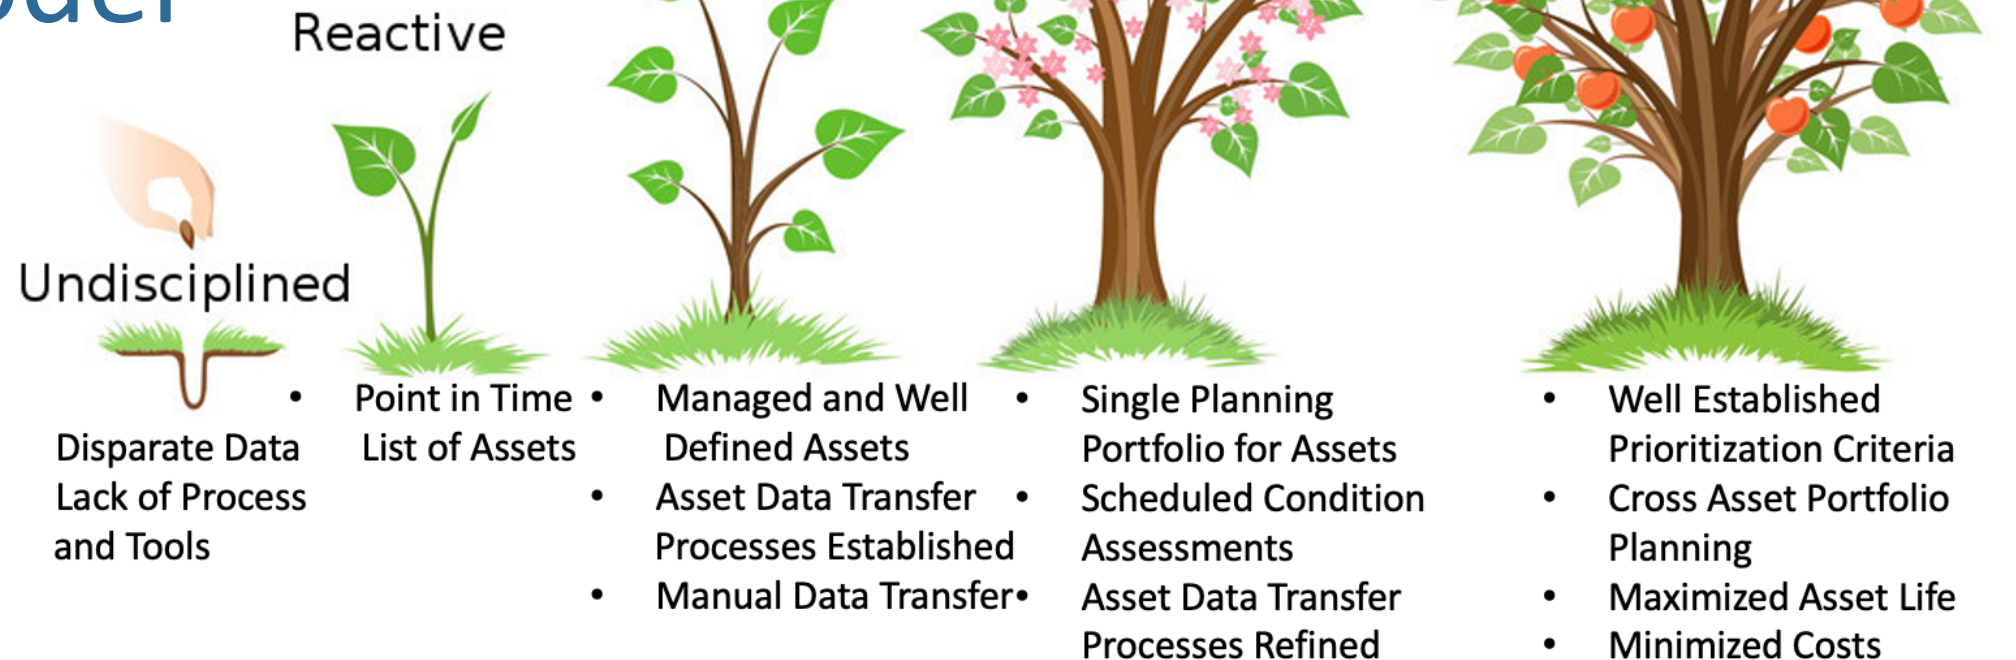 Reactive
Undisciplined
Disparate Data
Lack of Process
and Tools
• Point in Time
List of Assets
• Managed and Well
Defined Assets
• Asset Data Transfer
Processes Established
• Manual Data Transfer
• Single Planning
Portfolio for Assets
• Scheduled Condition
Assessments
• Asset Data Transfer
Processes Refined
• Well Established
Prioritization Criteria
• Cross Asset Portfolio
Planning
• Maximized Asset Life
• Minimized Costs